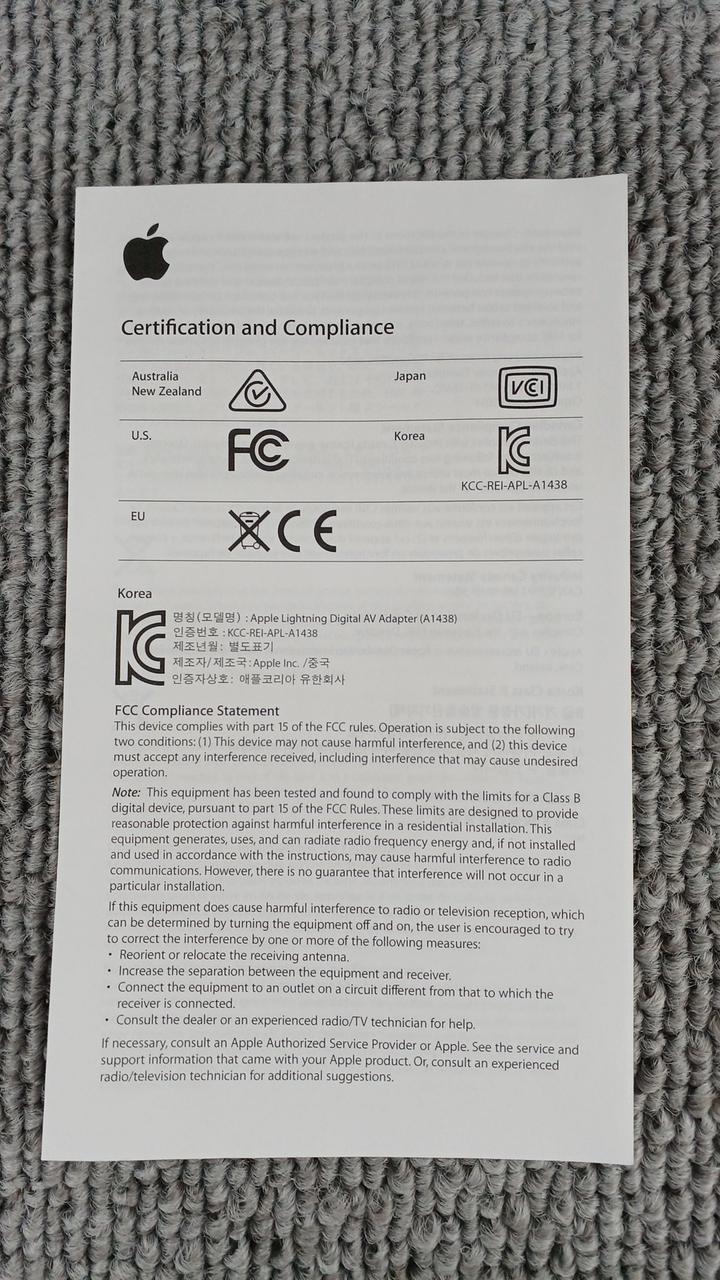 Certification and Compliance
Australia
New Zealand
Japan
VCI
U.S.
FC
Korea
KC
KCC-REI-APL-A1438
EU
CE
Korea
KC
명칭(모델명) : Apple Lightning Digital AV Adapter (A1438)
인증번호 : KCC-REI-APL-A1438
제조년월: 별도표기
제조자/제조국: Apple Inc. /중국
인증자상호: 애플코리아 유한회사
FCC Compliance Statement
This device complies with part 15 of the FCC rules. Operation is subject to the following
two conditions: (1) This device may not cause harmful interference, and (2) this device
must accept any interference received, including interference that may cause undesired
operation.
Note: This equipment has been tested and found to comply with the limits for a Class B
digital device, pursuant to part 15 of the FCC Rules. These limits are designed to provide
reasonable protection against harmful interference in a residential installation. This
equipment generates, uses, and can radiate radio frequency energy and, if not installed
and used in accordance with the instructions, may cause harmful interference to radio
communications. However, there is no guarantee that interference will not occur in a
particular installation.
If this equipment does cause harmful interference to radio or television reception, which
can be determined by turning the equipment off and on, the user is encouraged to try
to correct the interference by one or more of the following measures:
• Reorient or relocate the receiving antenna.
• Increase the separation between the equipment and receiver.
• Connect the equipment to an outlet on a circuit different from that to which the
receiver is connected.
• Consult the dealer or an experienced radio/TV technician for help.
If necessary, consult an Apple Authorized Service Provider or Apple. See the service and
support information that came with your Apple product. Or, consult an experienced
radio/television technician for additional suggestions.